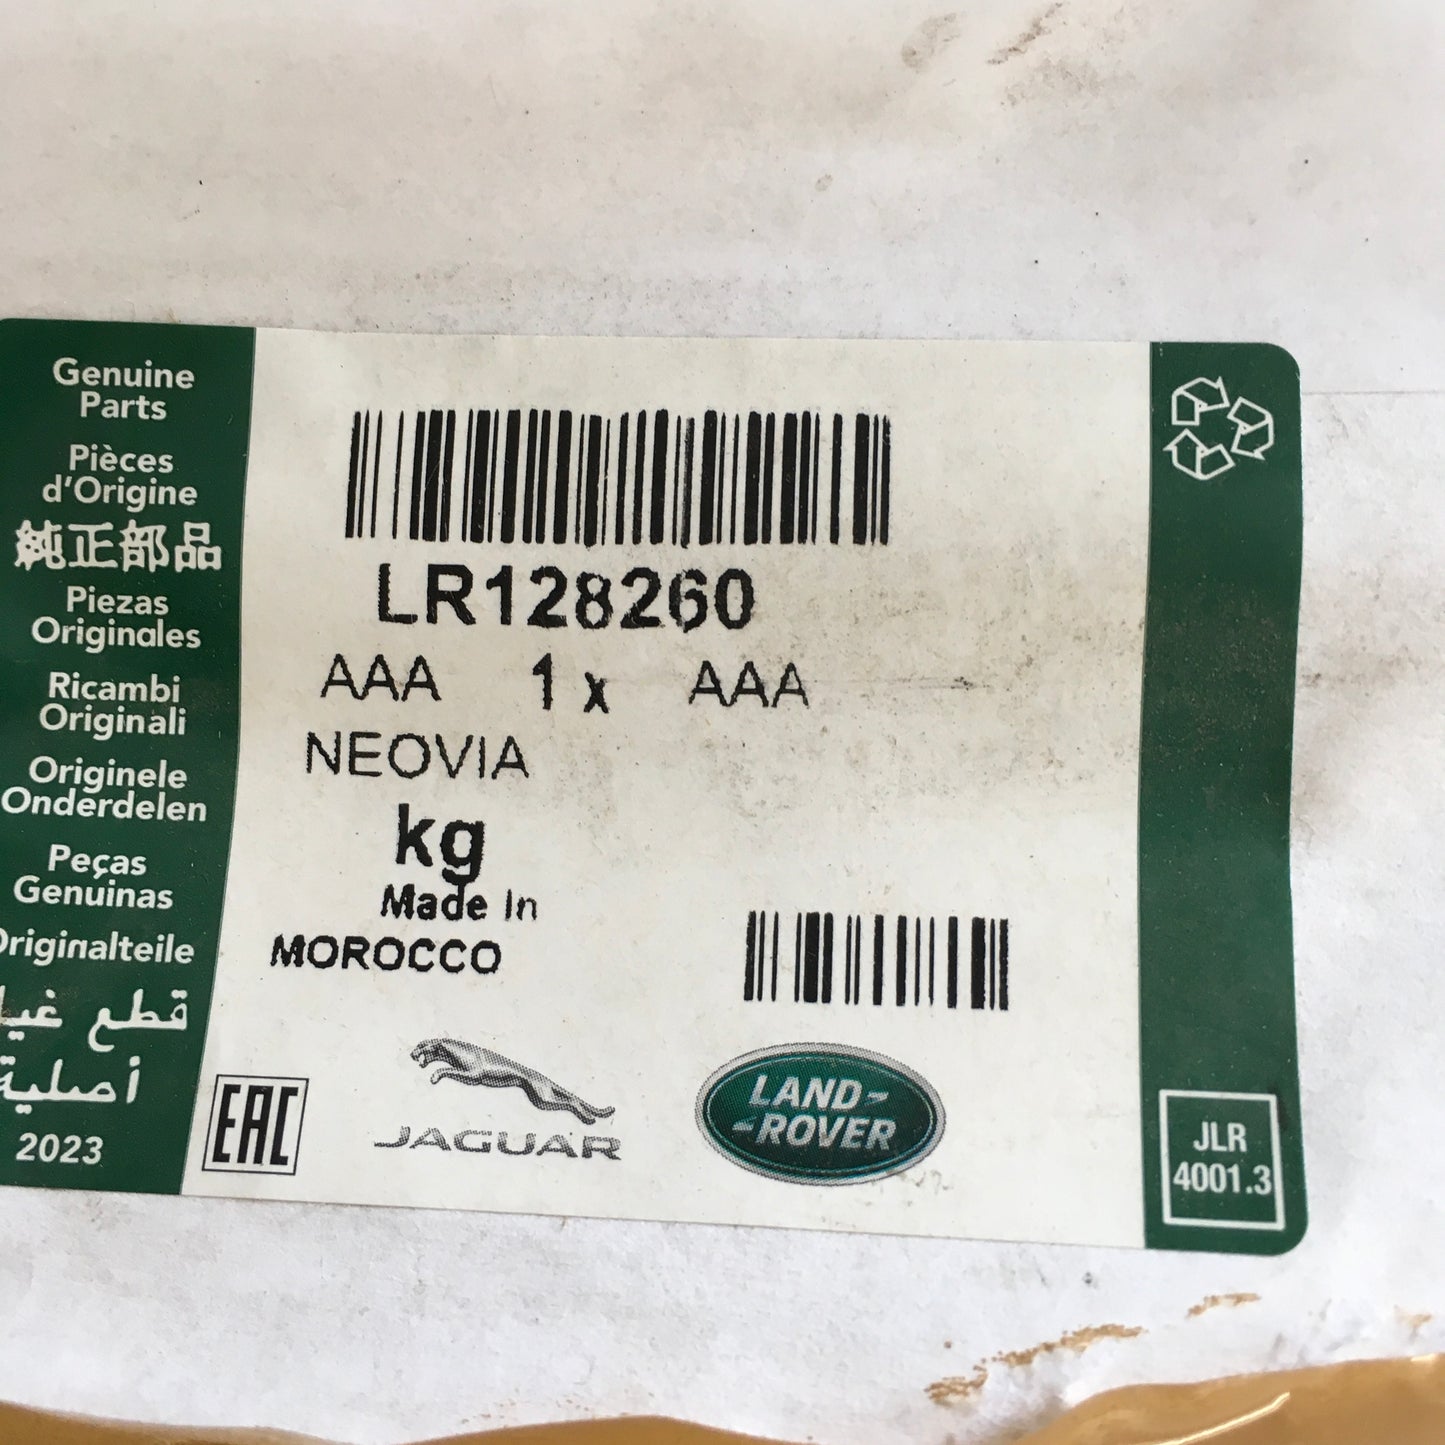 Genuine
Parts
Pièces
d'Origine
純正部品
Piezas
Originales
Ricambi
Originali
Originele
Onderdelen
Peças
Genuinas
Originalteile
قطع غيا
أصلية
2023
LR128260
AAA 1 x AAA
NEOVIA
kg
Made In
MOROCCO
EAC
JAGUAR
LAND-
-ROVER
JLR
4001.3